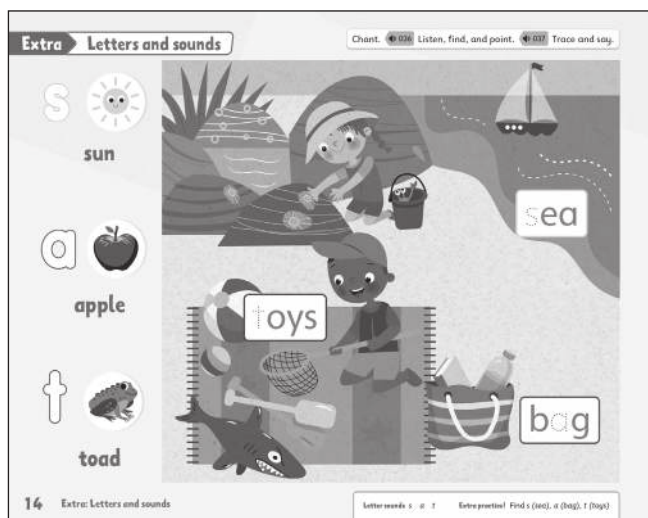 Extra Letters and sounds
Chant. 036 Listen, find, and point. 037 Trace and say.
s
sun
a
apple
t
toad
sea
toys
bag
14 Extra: Letters and sounds
Letter sounds s a t Extra practice! Find s (sea), a (bag), t (toys)